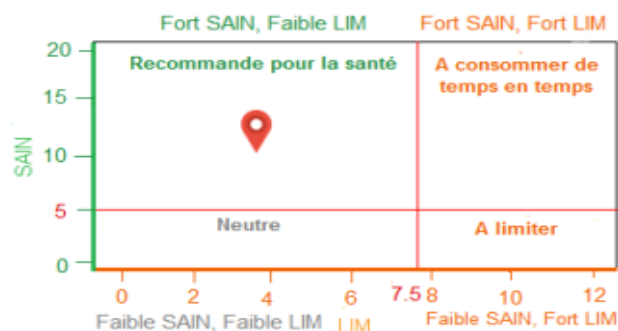 Fort SAIN, Faible LIM
Fort SAIN, Fort LIM
20
Recommande pour la santé
A consommer de
temps en temps
15
SAIN
10
5
Neutre
A limiter
0
0
2
4
6
7.5
8
10
12
Faible SAIN, Faible LIM
LIM
Faible SAIN, Fort LIM